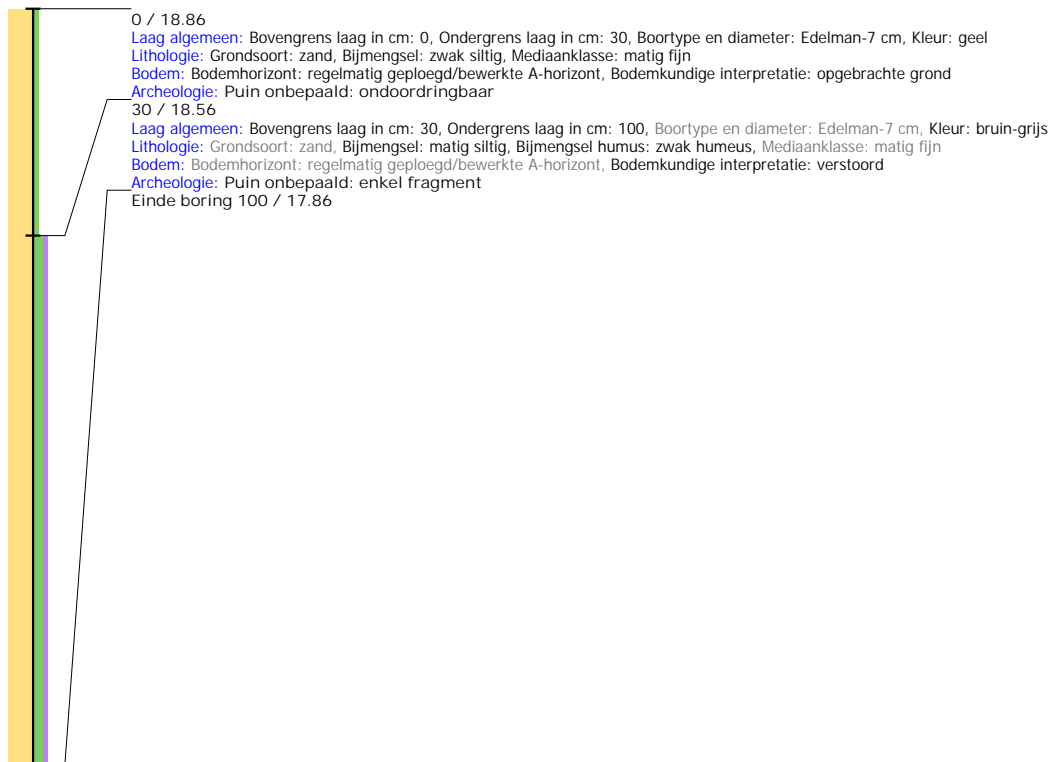 0 / 18.86
Laag algemeen: Bovengrens laag in cm: 0, Ondergrens laag in cm: 30, Boortype en diameter: Edelman-7 cm, Kleur: geel
Lithologie: Grondsoort: zand, Bijmengsel: zwak siltig, Mediaanklasse: matig fijn
Bodem: Bodemhorizont: regelmatig geploegd/bewerkte A-horizont, Bodemkundige interpretatie: opgebrachte grond
Archeologie: Puin onbepaald: ondoordringbaar
30 / 18.56
Laag algemeen: Bovengrens laag in cm: 30, Ondergrens laag in cm: 100, Boortype en diameter: Edelman-7 cm, Kleur: bruin-grijs
Lithologie: Grondsoort: zand, Bijmengsel: matig siltig, Bijmengsel humus: zwak humeus, Mediaanklasse: matig fijn
Bodem: Bodemhorizont: regelmatig geploegd/bewerkte A-horizont, Bodemkundige interpretatie: verstoord
Archeologie: Puin onbepaald: enkel fragment
Einde boring 100 / 17.86